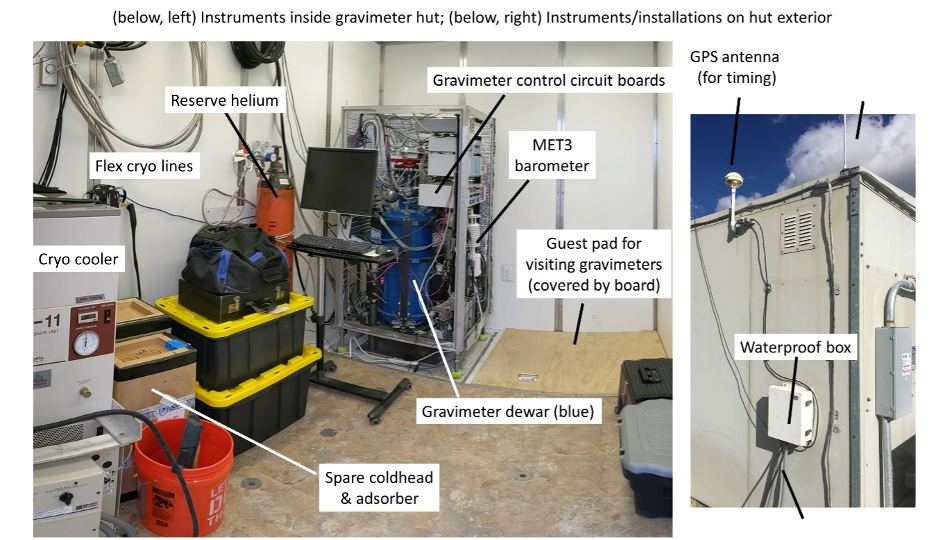 (below, left) Instruments inside gravimeter hut; (below, right) Instruments/installations on hut exterior
GPS antenna
(for timing)
Gravimeter control circuit boards
Reserve helium
MET3
barometer
Flex cryo lines
Guest pad for
visiting gravimeters
(covered by board)
Cryo cooler
-11
Waterproof box
Gravimeter dewar (blue)
Spare coldhead
& adsorber
LE